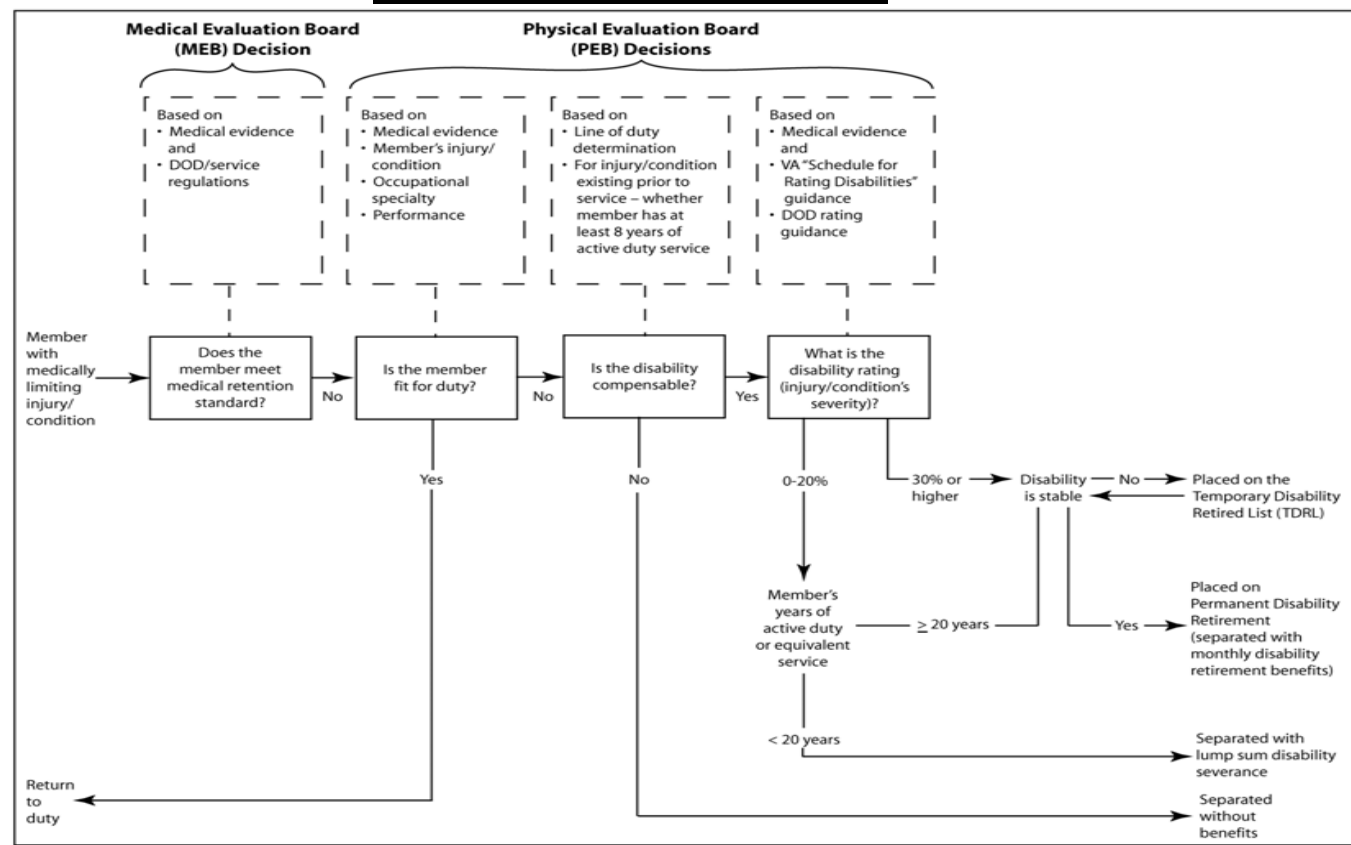 Medical Evaluation Board
(MEB) Decision
Physical Evaluation Board
(PEB) Decisions
Based on
• Medical evidence
and
• DOD/service
regulations
Based on
• Medical evidence
• Member's injury/
condition
• Occupational
specialty
• Performance
Based on
• Line of duty
determination
• For injury/condition
existing prior to
service – whether
member has at
least 8 years of
active duty service
Based on
• Medical evidence
and
• VA "Schedule for
Rating Disabilities"
guidance
• DOD rating
guidance
Member
with
medically
limiting
injury/
condition
Does the
member meet
medical retention
standard?
No
Is the member
fit for duty?
No
Is the disability
compensable?
Yes
What is the
disability rating
(injury/condition's
severity)?
Yes
No
0-20%
30% or
higher
Disability
is stable
No
Placed on the
Temporary Disability
Retired List (TDRL)
Member's
years of
active duty
or equivalent
service
≥ 20 years
Yes
Placed on
Permanent Disability
Retirement
(separated with
monthly disability
retirement benefits)
< 20 years
Separated with
lump sum disability
severance
Return
to
duty
Separated
without
benefits